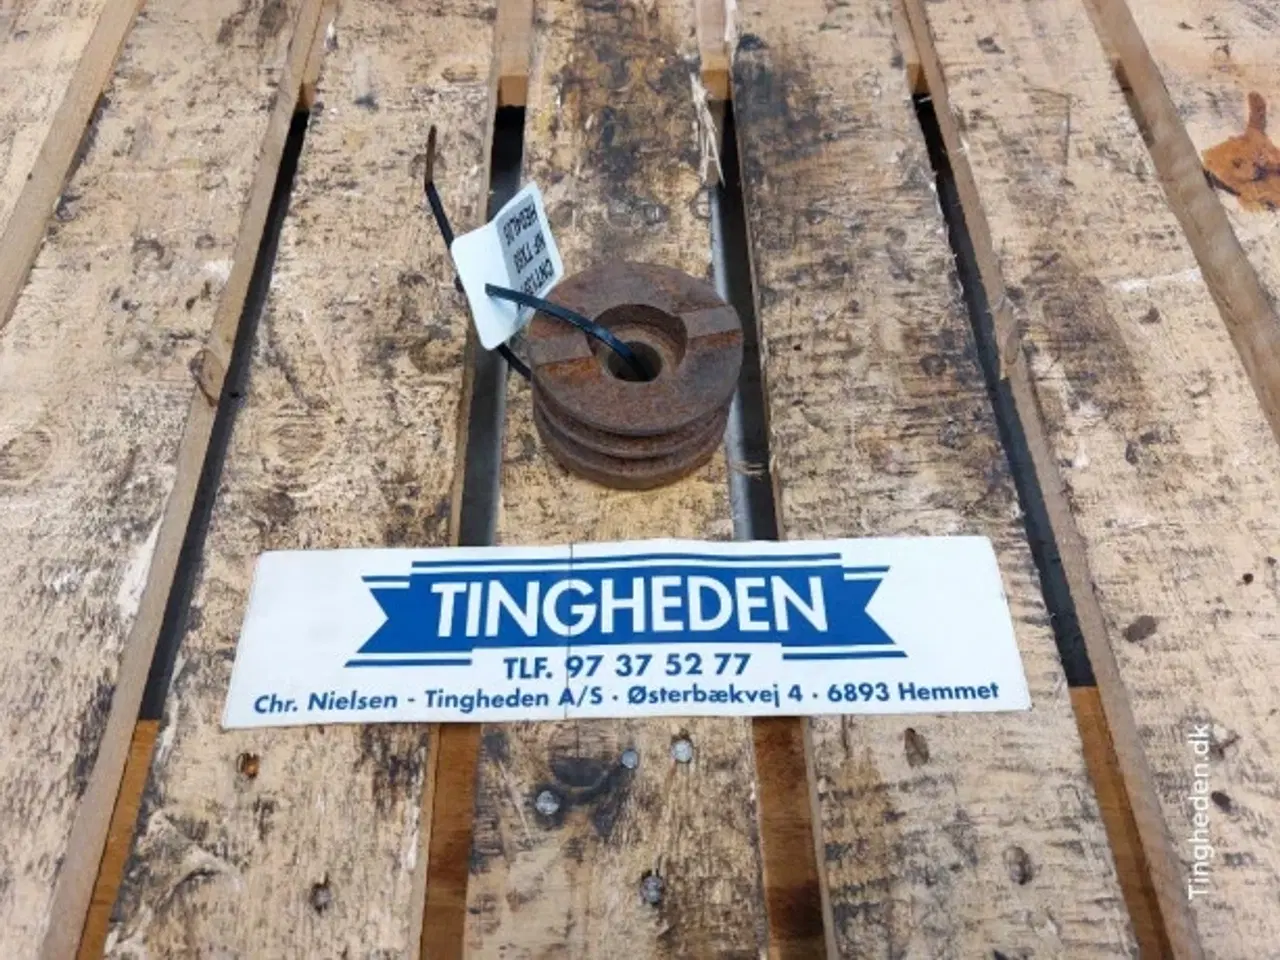 TINGHEDEN
TLF. 97 37 52 77
Chr. Nielsen - Tingheden A/S · Østerbækvej 4 · 6893 Hemmet
Tingheden.dk